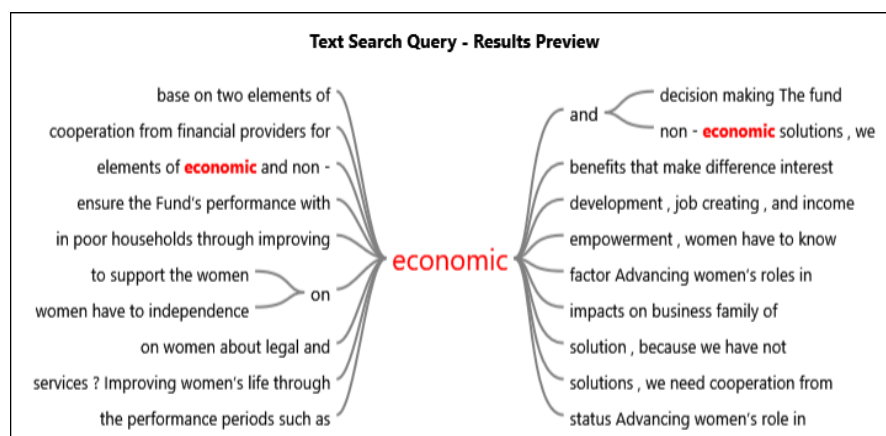 Text Search Query - Results Preview
base on two elements of
cooperation from financial providers for
elements of economic and non -
ensure the Fund's performance with
in poor households through improving
to support the women
women have to independence
on
on women about legal and
services ? Improving women's life through
the performance periods such as
economic
and
decision making The fund
non - economic solutions , we
benefits that make difference interest
development , job creating , and income
empowerment , women have to know
factor Advancing women's roles in
impacts on business family of
solution , because we have not
solutions , we need cooperation from
status Advancing women's role in